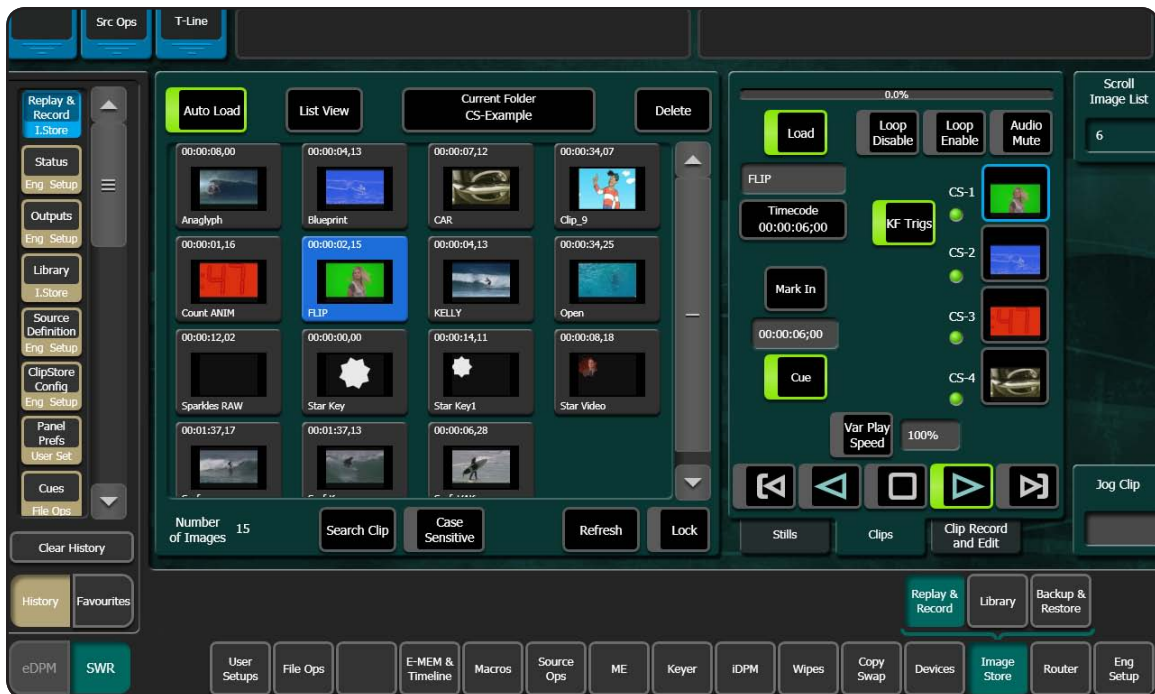 Src Ops
T-Line
Replay &
Record
I.Store
Status
Eng Setup
Outputs
Eng Setup
Library
I.Store
Source
Definition
Eng Setup
ClipStore
Config
Eng Setup
Panel
Prefs
User Set
Cues
File Ops
Clear History
History
Favourites
eDPM
SWR
Auto Load
List View
Current Folder
CS-Example
Delete
00:00:08,00
00:00:04,13
00:00:07,12
00:00:34,07
Anaglyph
Blueprint
CAR
Clip_9
00:00:01,16
00:00:02,15
00:00:04,13
00:00:34,25
47
Count ANIM
FLIP
KELLY
Open
00:00:12,02
00:00:00,00
00:00:14,11
00:00:08,18
Sparkles RAW
Star Key
Star Key1
Star Video
00:01:37,17
00:01:37,13
00:00:06,28
Number
of Images
15
Search Clip
Case
Sensitive
Refresh
Lock
0.0%
Load
Loop
Disable
Loop
Enable
Audio
Mute
FLIP
Timecode
00:00:06;00
KF Trigs
CS-1
CS-2
CS-3
47
CS-4
Mark In
00:00:06;00
Cue
Var Play
Speed
100%
Stills
Clips
Clip Record
and Edit
Scroll
Image List
6
Jog Clip
Replay &
Record
Library
Backup &
Restore
User
Setups
File Ops
E-MEM &
Timeline
Macros
Source
Ops
ME
Keyer
iDPM
Wipes
Copy
Swap
Devices
Image
Store
Router
Eng
Setup